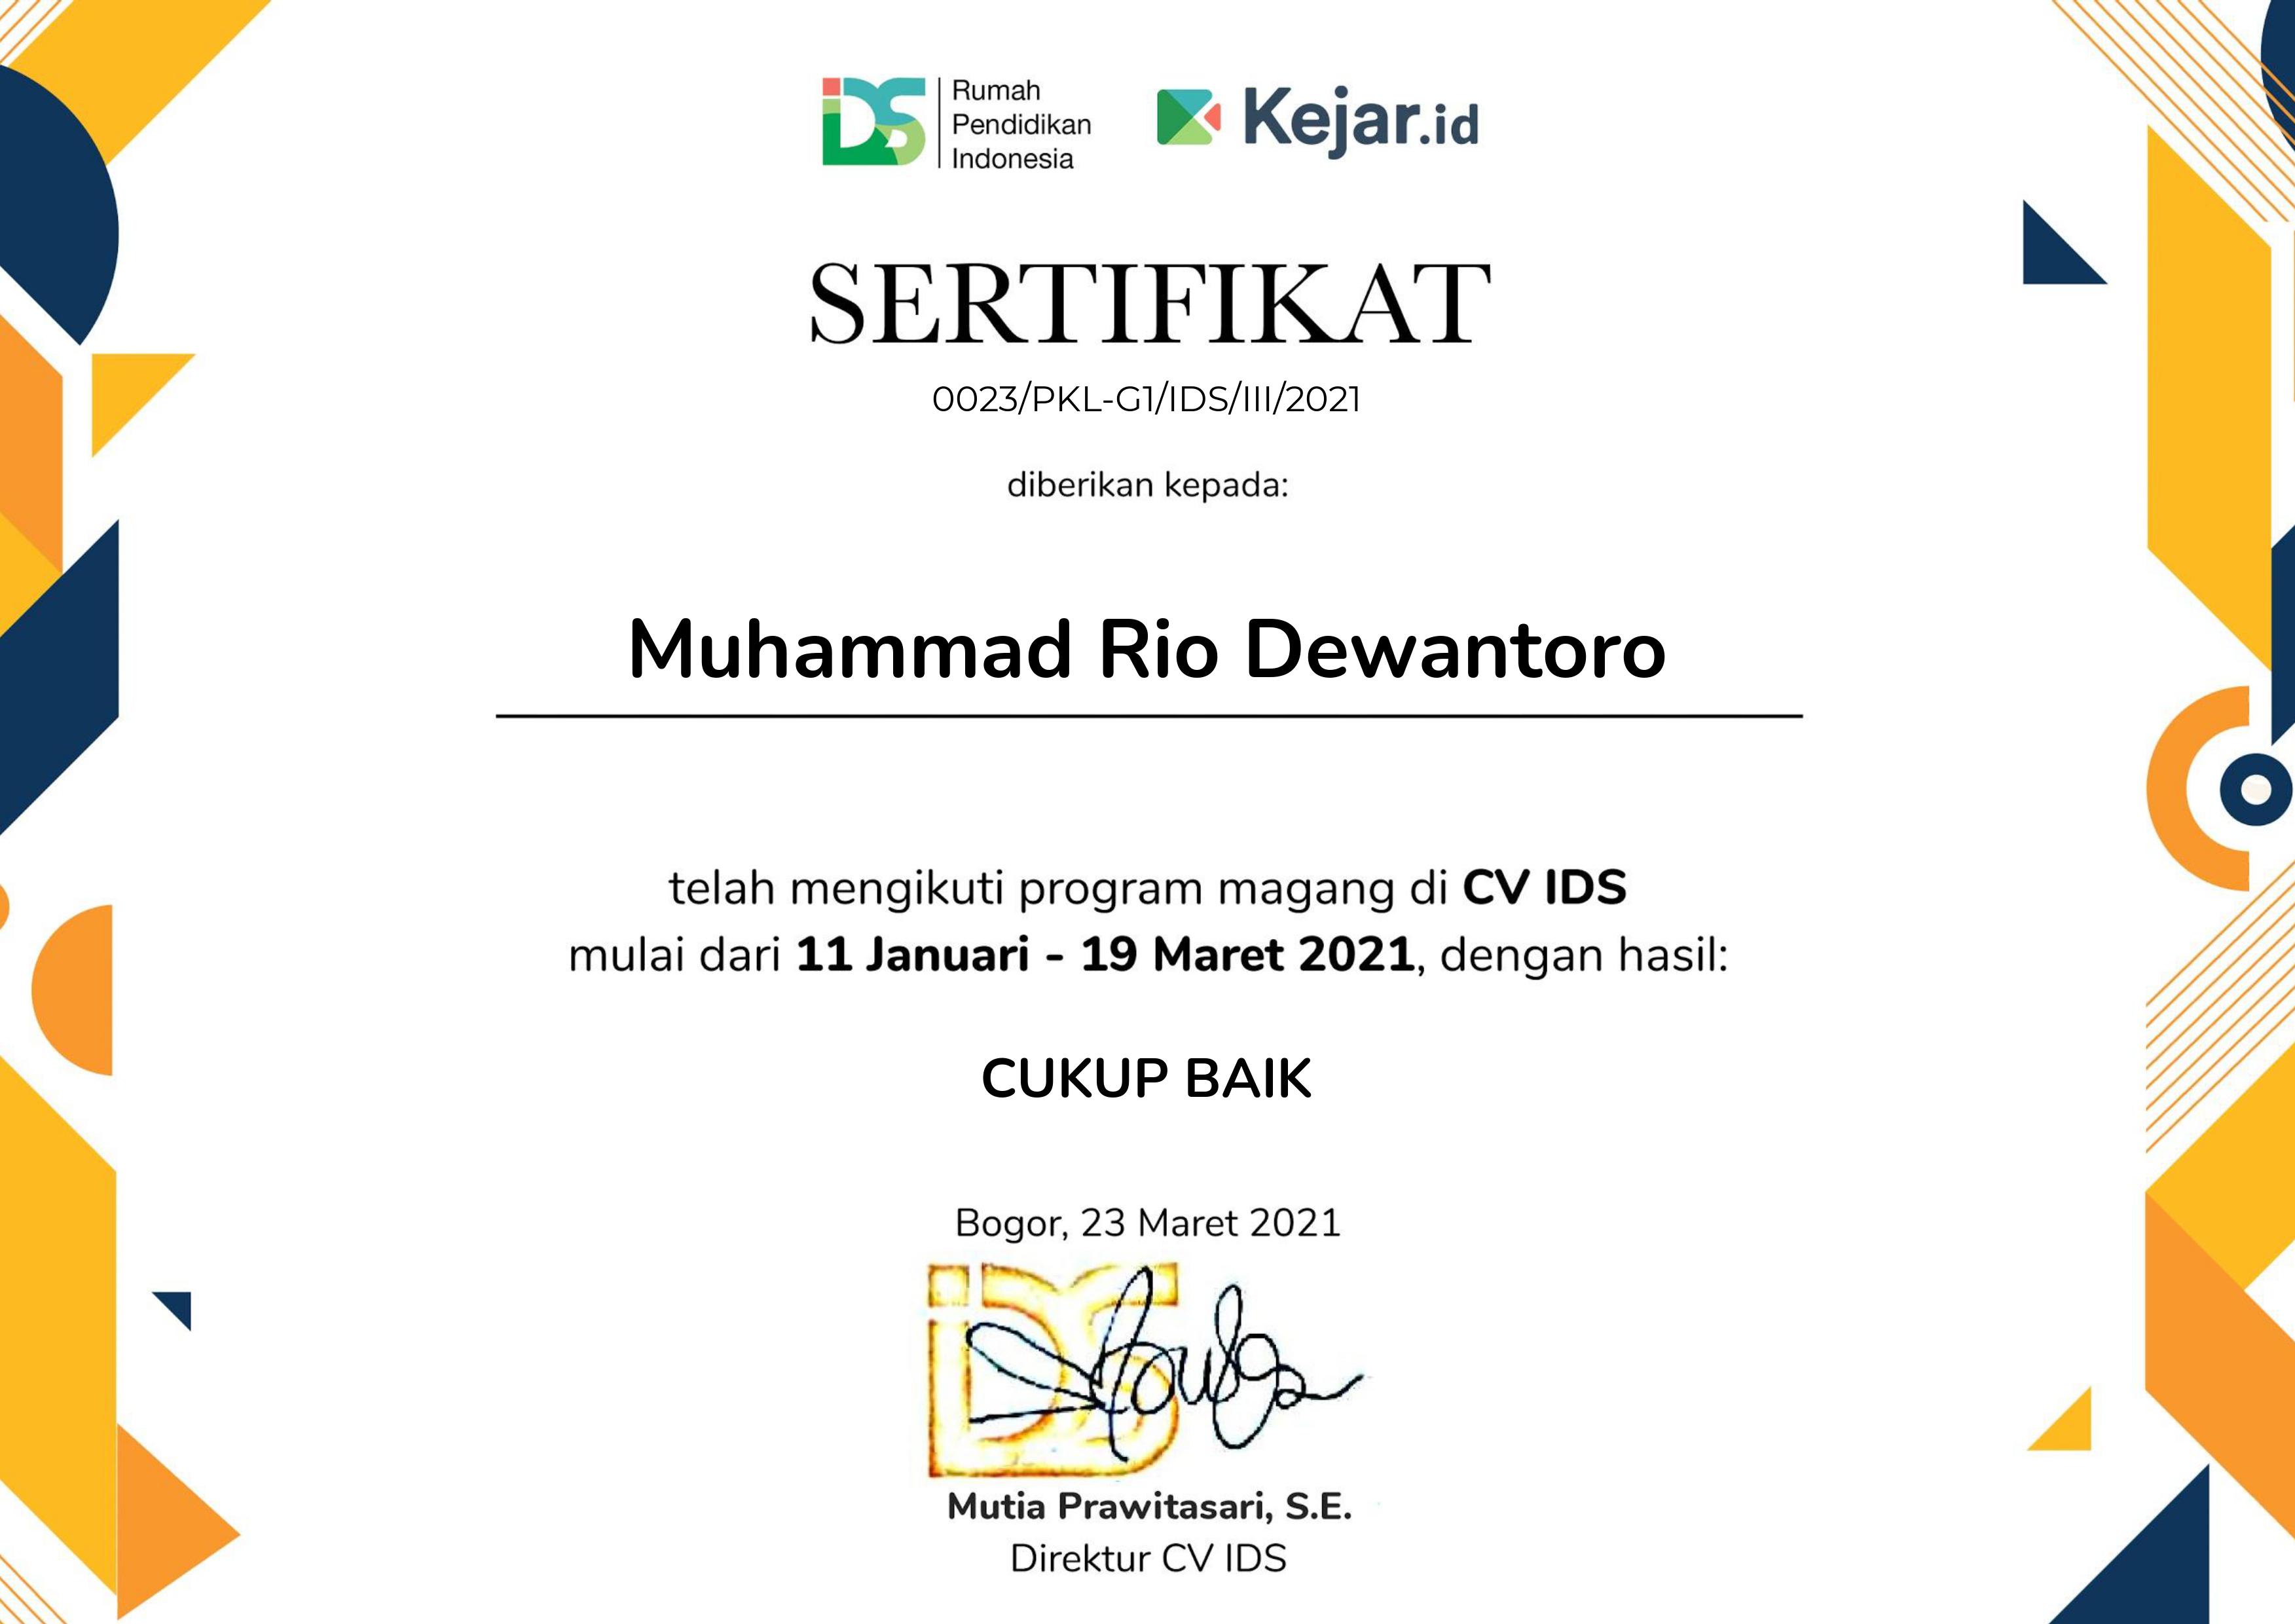 iDS
Rumah
Pendidikan
Indonesia
Kejar.id
SERTIFIKAT
0023/PKL-G1/IDS/III/2021
diberikan kepada:
Muhammad Rio Dewantoro
telah mengikuti program magang di CV IDS
mulai dari 11 Januari - 19 Maret 2021, dengan hasil:
CUKUP BAIK
Bogor, 23 Maret 2021
iDS
Mutia Prawitasari, S.E.
Direktur CV IDS